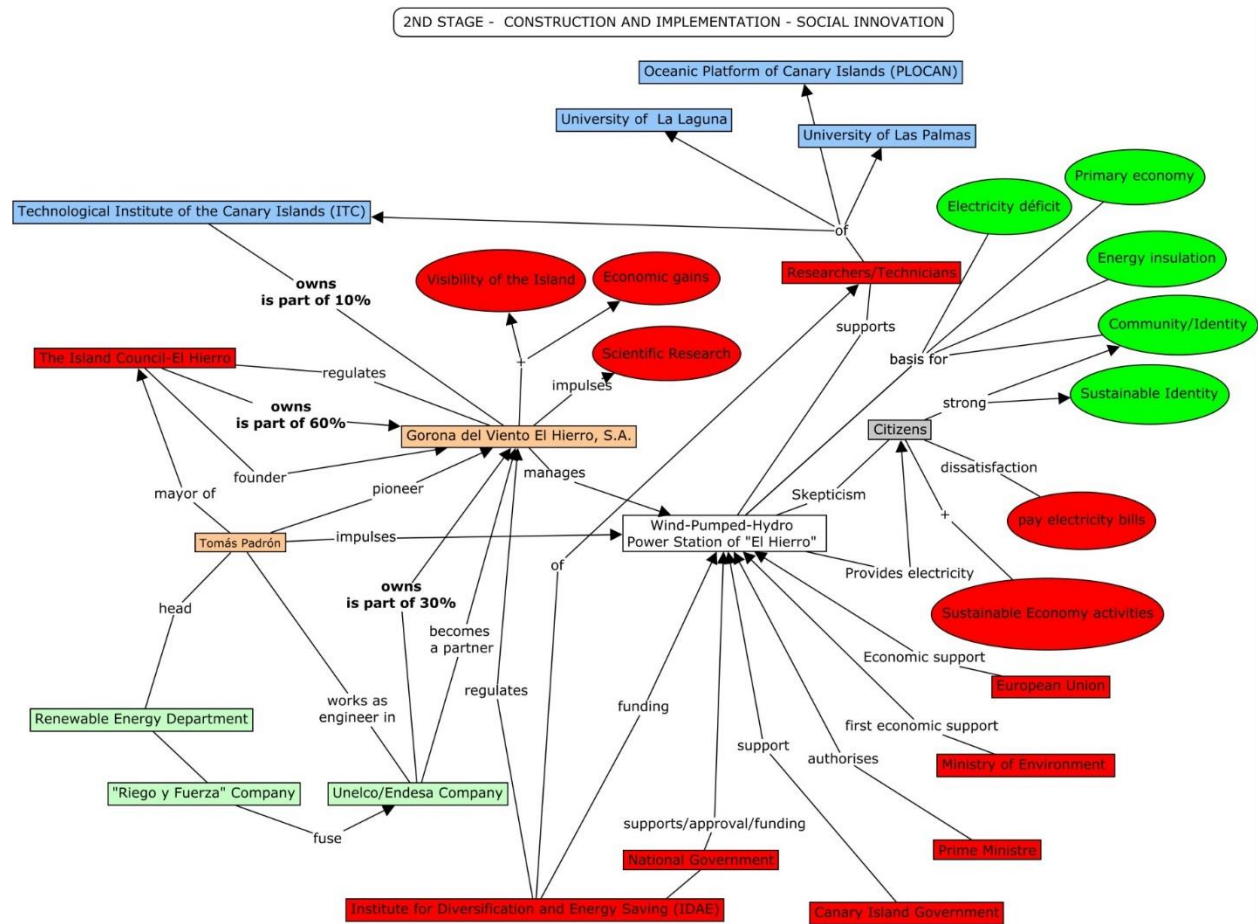 2ND STAGE - CONSTRUCTION AND IMPLEMENTATION - SOCIAL INNOVATION
Oceanic Platform of Canary Islands (PLOCAN)
University of La Laguna
University of Las Palmas
Primary economy
Electricity déficit
Technological Institute of the Canary Islands (ITC)
of
Energy insulation
Visibility of the Island
Economic gains
Researchers/Technicians
owns
is part of 10%
supports
Community/Identity
The Island Council-El Hierro
Scientific Research
basis for
regulates
+
impulses
Sustainable Identity
strong
owns
is part of 60%
Gorona del Viento El Hierro, S.A.
Citizens
founder
manages
dissatisfaction
mayor of
pioneer
Skepticism
+
pay electricity bills
Tomás Padrón
impulses
Wind-Pumped-Hydro
Power Station of "El Hierro"
of
Provides electricity
owns
is part of 30%
head
Sustainable Economy activities
becomes
a partner
Economic support
European Union
regulates
works as
engineer in
funding
Renewable Energy Department
first economic support
support
authorises
Ministry of Environment
"Riego y Fuerza" Company
Unelco/Endesa Company
supports/approval/funding
fuse
National Government
Prime Ministre
Institute for Diversification and Energy Saving (IDAE)
Canary Island Government